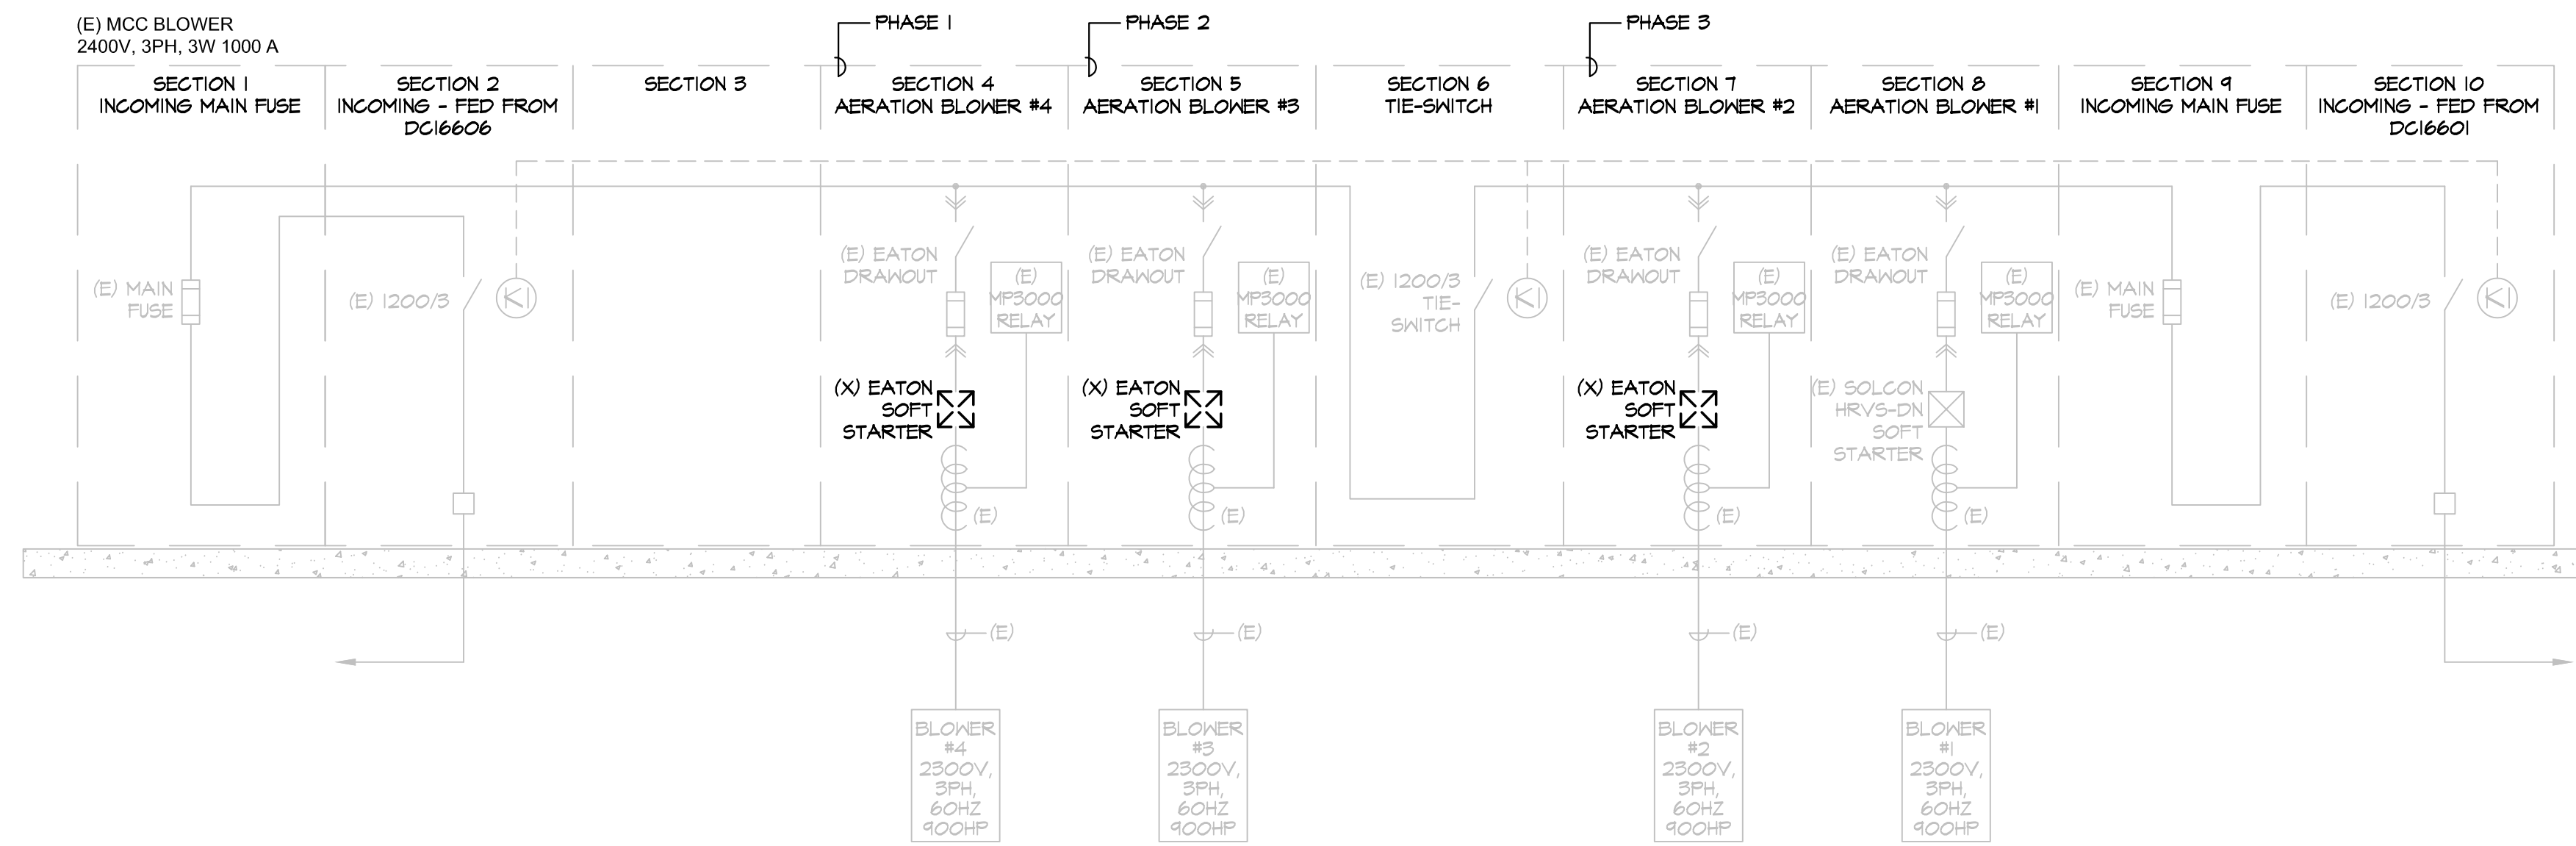 (E) MCC BLOWER
2400V, 3PH, 3W 1000 A
PHASE 1
PHASE 2
PHASE 3
SECTION 1
INCOMING MAIN FUSE
SECTION 2
INCOMING - FED FROM
DC16606
SECTION 3
SECTION 4
AERATION BLOWER #4
SECTION 5
AERATION BLOWER #3
SECTION 6
TIE-SWITCH
SECTION 7
AERATION BLOWER #2
SECTION 8
AERATION BLOWER #1
SECTION 9
INCOMING MAIN FUSE
SECTION 10
INCOMING - FED FROM
DC16601
(E) MAIN
FUSE
(E) 1200/3
K1
(E) EATON
DRAWOUT
(E)
MP3000
RELAY
(X) EATON
SOFT
STARTER
(E)
(E) EATON
DRAWOUT
(E)
MP3000
RELAY
(X) EATON
SOFT
STARTER
(E)
(E) 1200/3
TIE-
SWITCH
K1
(E) EATON
DRAWOUT
(E)
MP3000
RELAY
(X) EATON
SOFT
STARTER
(E)
(E) EATON
DRAWOUT
(E)
MP3000
RELAY
(E) SOLCON
HRVS-DN
SOFT
STARTER
(E)
(E) MAIN
FUSE
(E) 1200/3
K1
(E)
(E)
(E)
(E)
BLOWER
#4
2300V,
3PH,
60HZ
900HP
BLOWER
#3
2300V,
3PH,
60HZ
900HP
BLOWER
#2
2300V,
3PH,
60HZ
900HP
BLOWER
#1
2300V,
3PH,
60HZ
900HP